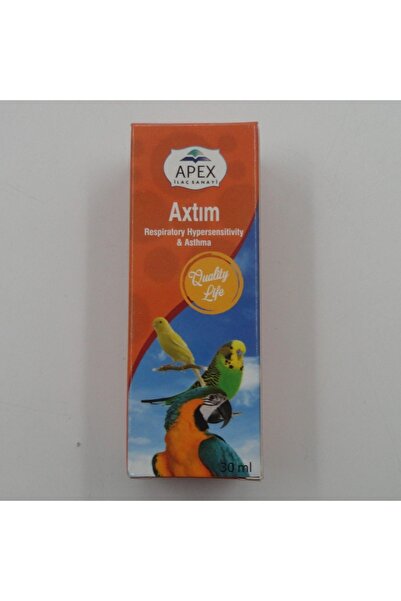 APEX
İLAÇ SANAYİ
Axtım
Respiratory Hypersensitivity
& Asthma
Quality
Life
30 ml